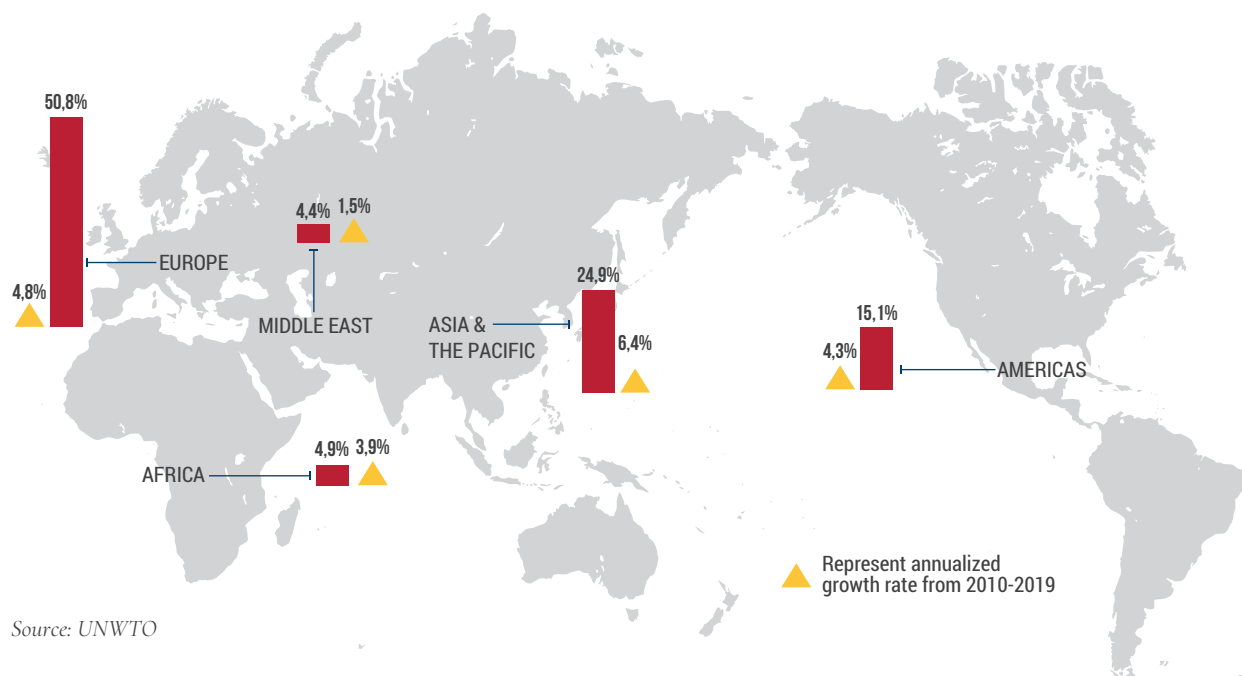 50,8%
4,8%
EUROPE
4,4%
1,5%
MIDDLE EAST
24,9%
6,4%
ASIA &
THE PACIFIC
15,1%
4,3%
AMERICAS
4,9%
3,9%
AFRICA
Represent annualized
growth rate from 2010-2019
Source: UNWTO